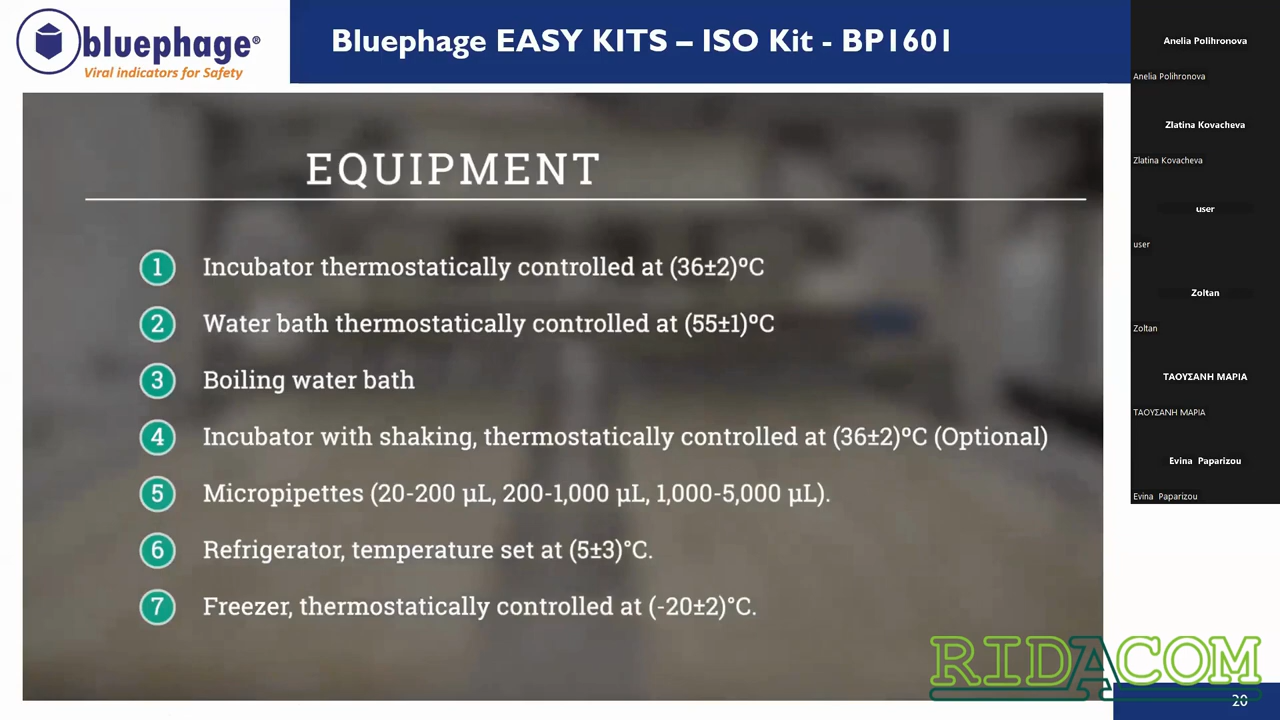 bluephage®
Viral indicators for Safety
Bluephage EASY KITS – ISO Kit - BP1601
EQUIPMENT
1 Incubator thermostatically controlled at (36±2)ºC
2 Water bath thermostatically controlled at (55±1)ºC
3 Boiling water bath
4 Incubator with shaking, thermostatically controlled at (36±2)ºC (Optional)
5 Micropipettes (20-200 µL, 200-1,000 µL, 1,000-5,000 µL).
6 Refrigerator, temperature set at (5±3)°C.
7 Freezer, thermostatically controlled at (-20±2)°C.
Anelia Polihronova
Anelia Polihronova
Zlatina Kovacheva
Zlatina Kovacheva
user
user
Zoltan
Zoltan
ΤΑΟΥΣΑΝΗ ΜΑΡΙΑ
ΤΑΟΥΣΑΝΗ ΜΑΡΙΑ
Evina Paparizou
Evina Paparizou
RIDACOM
20